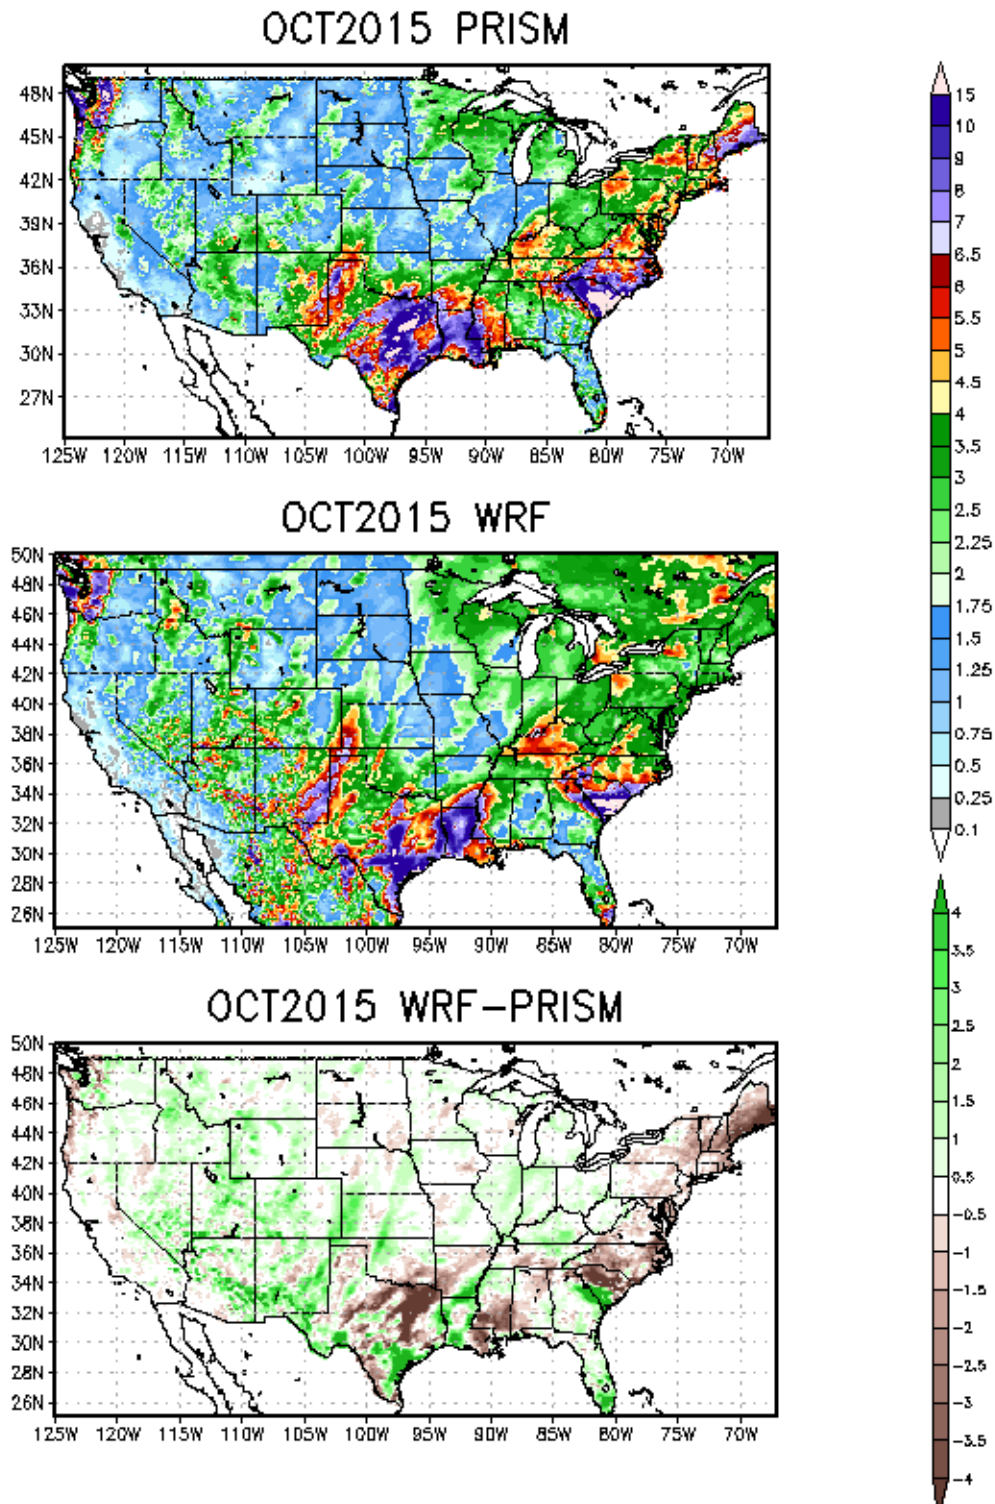 OCT2015 PRISM
48N
45N
42N
39N
36N
33N
30N
27N
125W 120W 115W 110W 105W 100W 95W 90W 85W 80W 75W 70W
OCT2015 WRF
50N
48N
46N
44N
42N
40N
38N
36N
34N
32N
30N
28N
26N
125W 120W 115W 110W 105W 100W 95W 90W 85W 80W 75W 70W
OCT2015 WRF-PRISM
50N
48N
46N
44N
42N
40N
38N
36N
34N
32N
30N
28N
26N
125W 120W 115W 110W 105W 100W 95W 90W 85W 80W 75W 70W
15
10
9
8
7
6.5
6
5.5
5
4.5
4
3.5
3
2.5
2.25
2
1.75
1.5
1.25
1
0.75
0.5
0.25
0.1
4
3.5
3
2.5
2
1.5
1
0.5
-0.5
-1
-1.5
-2
-2.5
-3
-3.5
-4